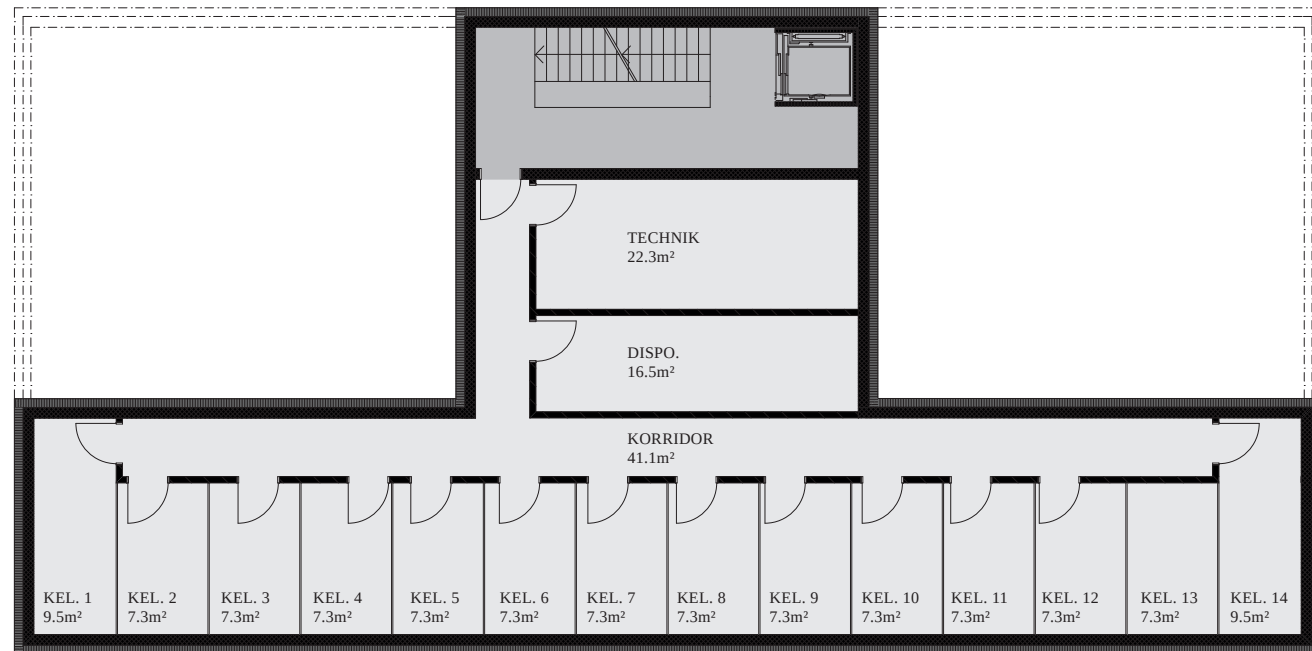 TECHNIK
22.3m²
DISPO.
16.5m²
KORRIDOR
41.1m²
KEL. 1
9.5m²
KEL. 2
7.3m²
KEL. 3
7.3m²
KEL. 4
7.3m²
KEL. 5
7.3m²
KEL. 6
7.3m²
KEL. 7
7.3m²
KEL. 8
7.3m²
KEL. 9
7.3m²
KEL. 10
7.3m²
KEL. 11
7.3m²
KEL. 12
7.3m²
KEL. 13
7.3m²
KEL. 14
9.5m²